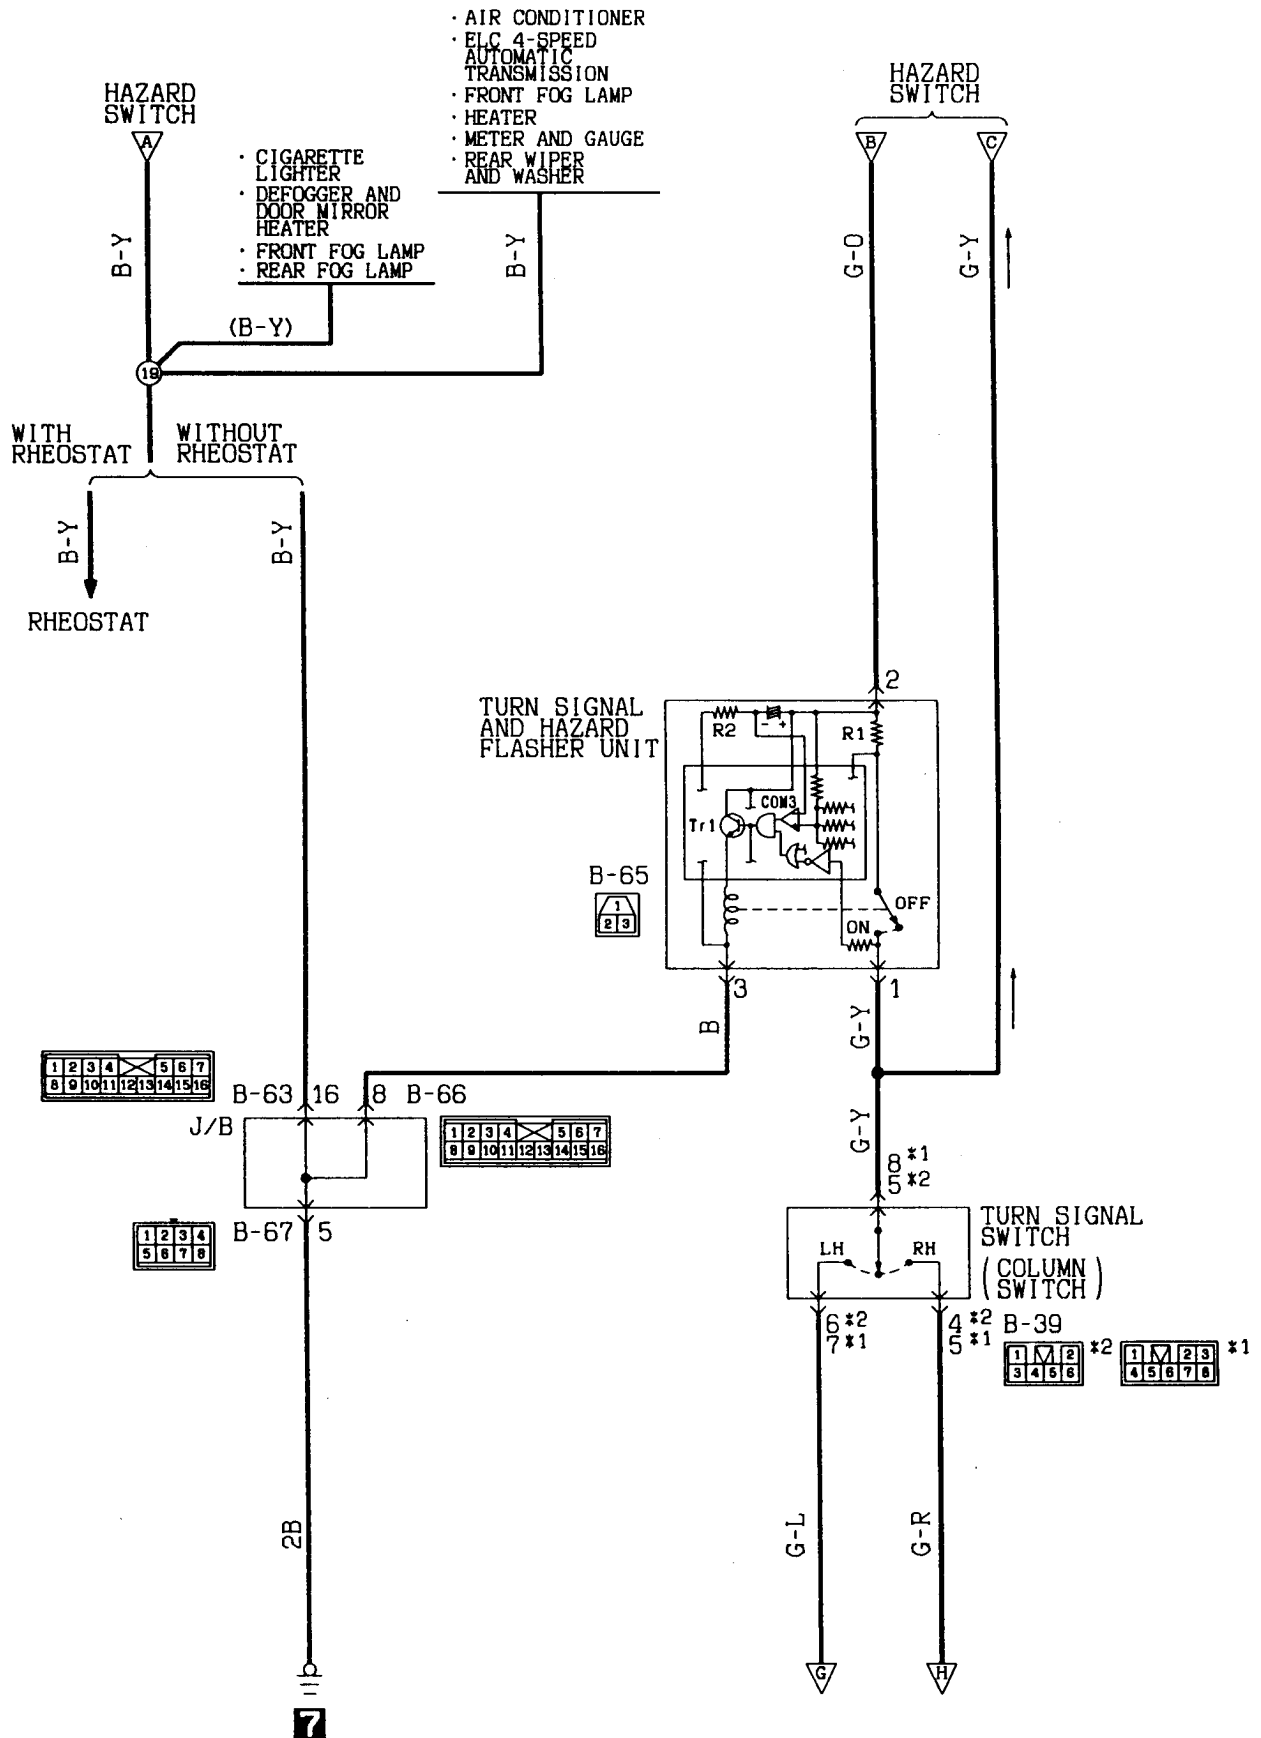 · AIR CONDITIONER
· ELC 4-SPEED
AUTOMATIC
TRANSMISSION
· FRONT FOG LAMP
· HEATER
· METER AND GAUGE
· REAR WIPER
AND WASHER
HAZARD
SWITCH
A
HAZARD
SWITCH
B
C
· CIGARETTE
LIGHTER
· DEFOGGER AND
DOOR MIRROR
HEATER
· FRONT FOG LAMP
· REAR FOG LAMP
B-Y
B-Y
G-O
G-Y
(B-Y)
19
WITH
RHEOSTAT
WITHOUT
RHEOSTAT
B-Y
B-Y
RHEOSTAT
2
TURN SIGNAL
AND HAZARD
FLASHER UNIT
R2
- +
R1
COM3
Tr1
B-65
1
2 3
OFF
ON
3
1
B
G-Y
1 2 3 4 5 6 7
8 9 10 11 12 13 14 15 16
B-63
16
8
B-66
J/B
1 2 3 4 5 6 7
8 9 10 11 12 13 14 15 16
G-Y
8*1
5*2
B-67
5
1 2 3 4
5 6 7 8
TURN SIGNAL
SWITCH
(COLUMN
SWITCH)
LH
RH
6*2
7*1
4*2
5*1
B-39
1 2
3 4 5 6
*2
1 2 3
4 5 6 7 8
*1
2B
G-L
G-R
G
H
7